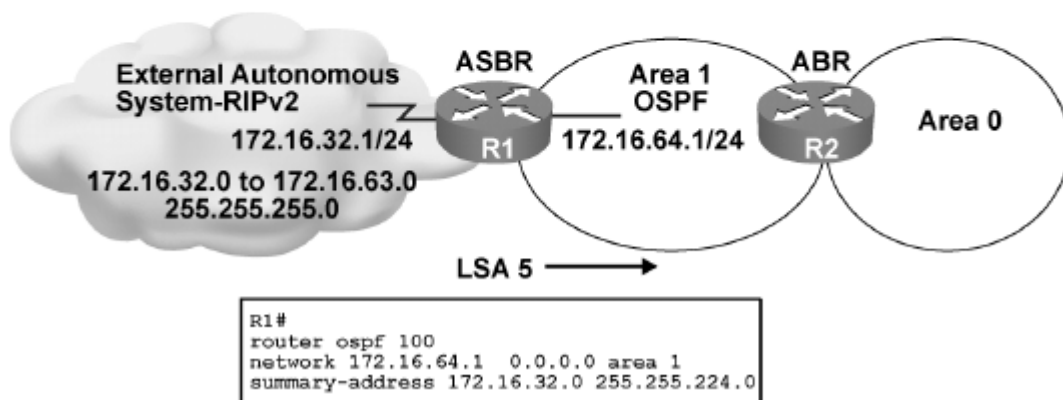 External Autonomous
System-RIPv2
172.16.32.1/24
172.16.32.0 to 172.16.63.0
255.255.255.0
ASBR
R1
Area 1
OSPF
172.16.64.1/24
ABR
R2
Area 0
LSA 5
R1#
router ospf 100
network 172.16.64.1 0.0.0.0 area 1
summary-address 172.16.32.0 255.255.224.0